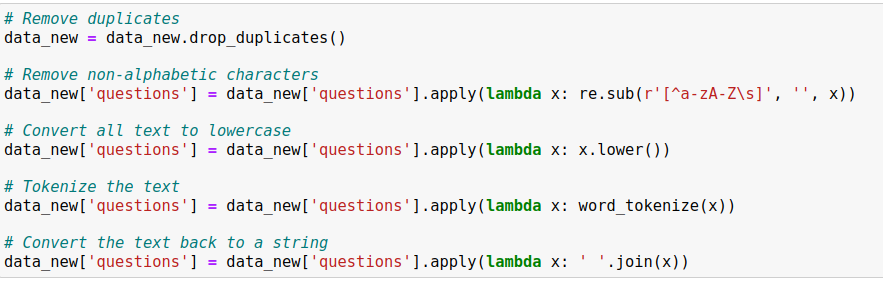 # Remove duplicates
data_new = data_new.drop_duplicates()
# Remove non-alphabetic characters
data_new['questions'] = data_new['questions'].apply(lambda x: re.sub(r'[^a-zA-Z\s]', '', x))
# Convert all text to lowercase
data_new['questions'] = data_new['questions'].apply(lambda x: x.lower())
# Tokenize the text
data_new['questions'] = data_new['questions'].apply(lambda x: word_tokenize(x))
# Convert the text back to a string
data_new['questions'] = data_new['questions'].apply(lambda x: ' '.join(x))